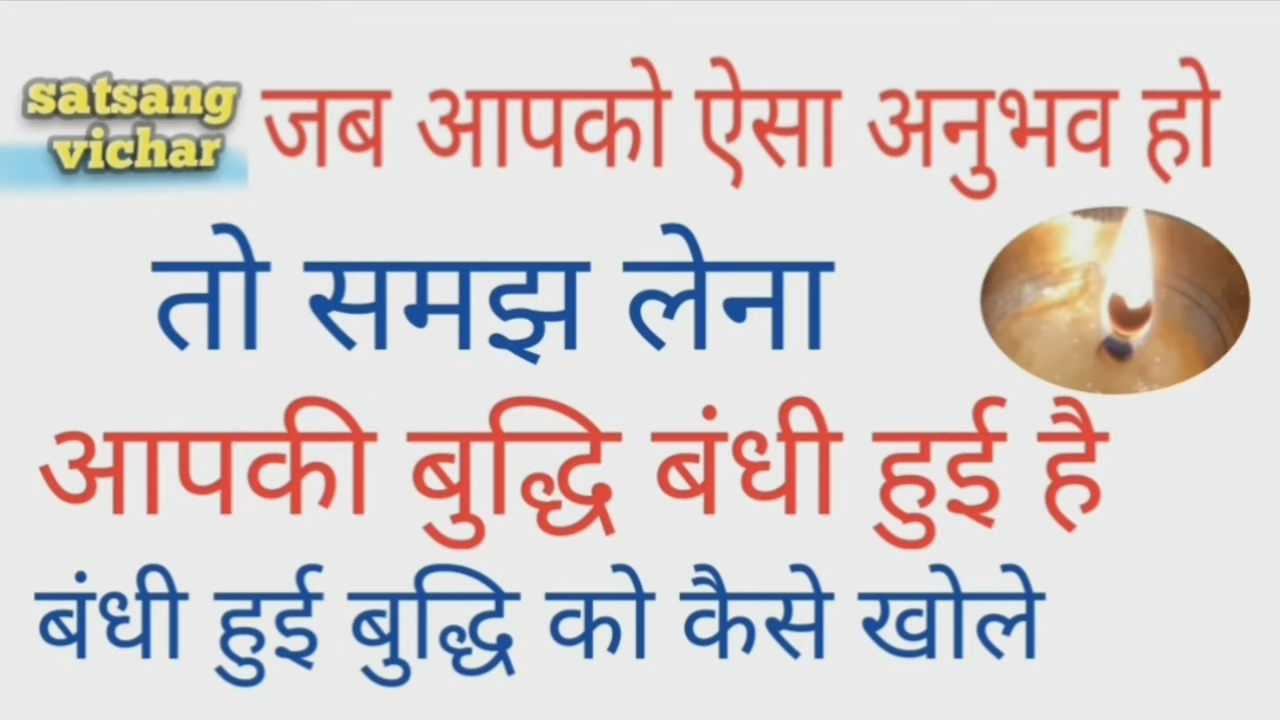 satsang
vichar
जब आपको ऐसा अनुभव हो
तो समझ लेना
आपकी बुद्धि बंधी हुई है
बंधी हुई बुद्धि को कैसे खोले